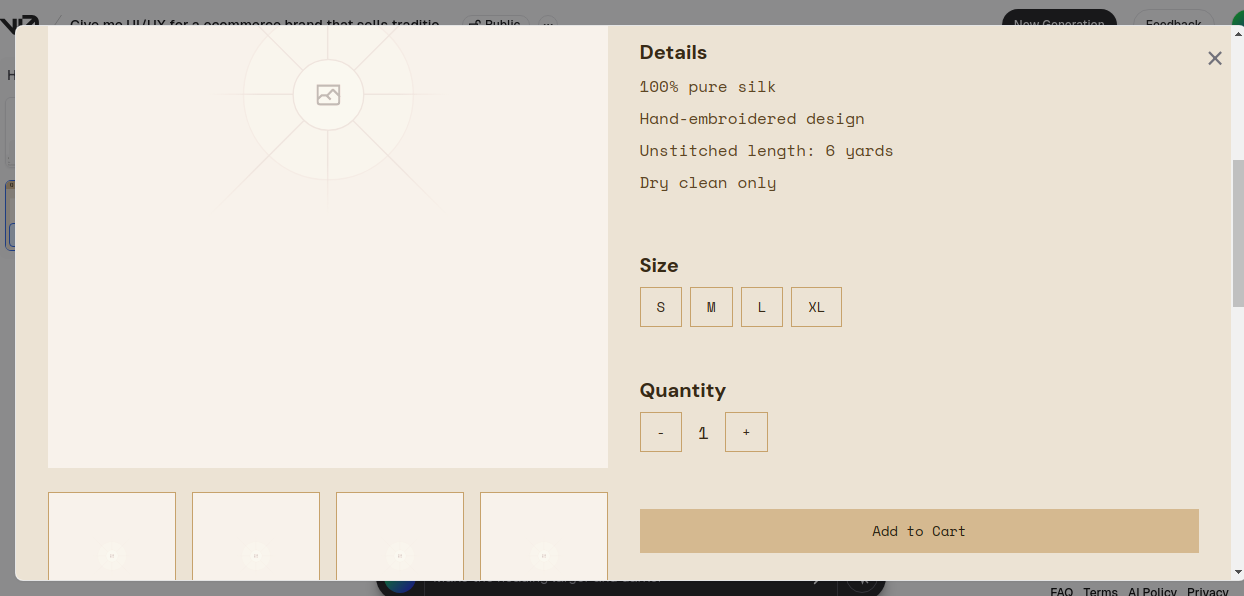 Give me UI/UX for a ecommerce brand that sells traditio
Public
New Generation
Feedback
H
Details
100% pure silk
Hand-embroidered design
Unstitched length: 6 yards
Dry clean only
Size
S M L XL
Quantity
- 1 +
Add to Cart
FAQ Terms AI Policy Privacy